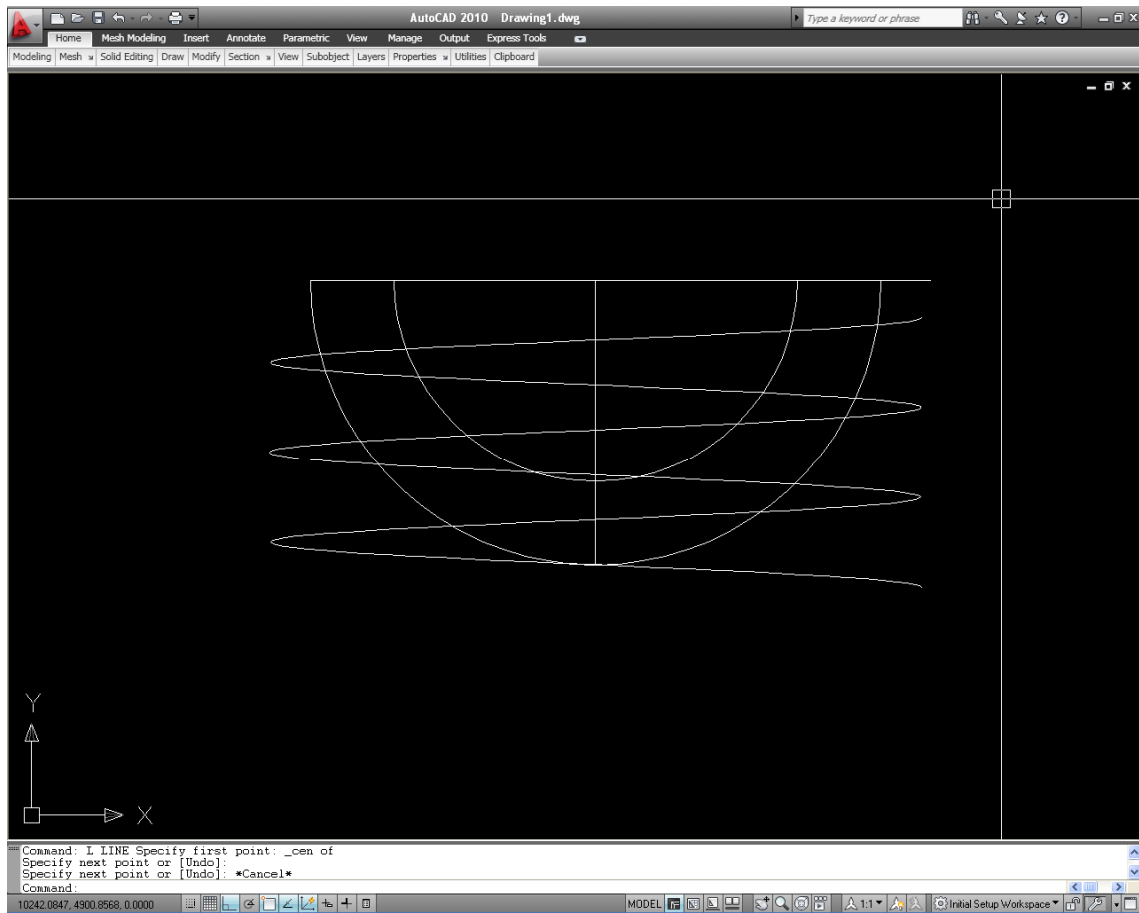 AutoCAD 2010 Drawing1.dwg
Type a keyword or phrase
Home Mesh Modeling Insert Annotate Parametric View Manage Output Express Tools
Modeling Mesh Solid Editing Draw Modify Section View Subobject Layers Properties Utilities Clipboard
Y
X
Command: L LINE Specify first point: _cen of
Specify next point or [Undo]:
Specify next point or [Undo]: *Cancel*
Command:
10242.0847, 4900.8568, 0.0000 MODEL 1:1 Initial Setup Workspace